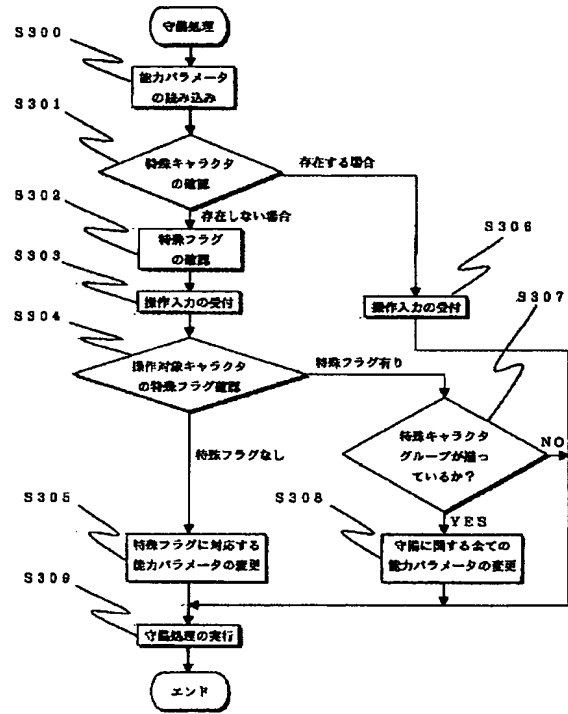 守備処理
S300
能力パラメータ
の読み込み
S301
特殊キャラクタ
の確認
存在する場合
S302
存在しない場合
特殊フラグ
の確認
S306
S303
操作入力の受付
操作入力の受付
S307
S304
操作対象キャラクタ
の特殊フラグ確認
特殊フラグ有り
特殊キャラクタ
グループが揃っ
ているか?
NO
特殊フラグなし
S305
S308
YES
特殊フラグに対応する
能力パラメータの変更
守備に関する全ての
能力パラメータの変更
S309
守備処理の実行
エンド